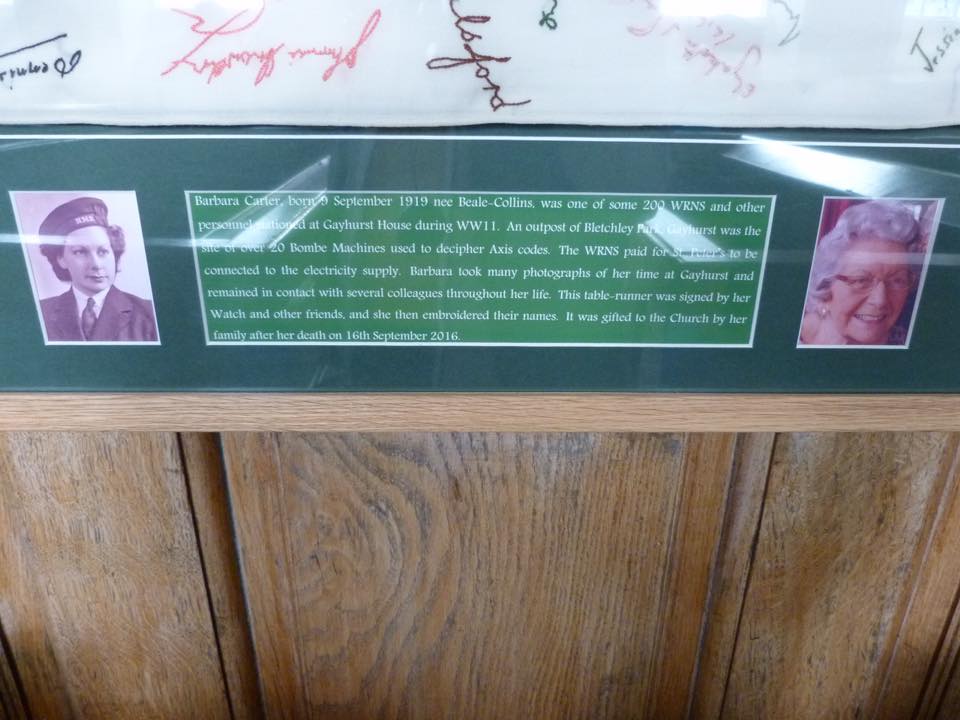 Barbara Carter, born 9 September 1919 nee Beale-Collins, was one of some 200 WRNS and other
personnel stationed at Gayhurst House during WW11. An outpost of Bletchley Park, Gayhurst was the
site of over 20 Bombe Machines used to decipher Axis codes. The WRNS paid for St. Peter's to be
connected to the electricity supply. Barbara took many photographs of her time at Gayhurst and
remained in contact with several colleagues throughout her life. This table-runner was signed by her
Watch and other friends, and she then embroidered their names. It was gifted to the Church by her
family after her death on 16th September 2016.